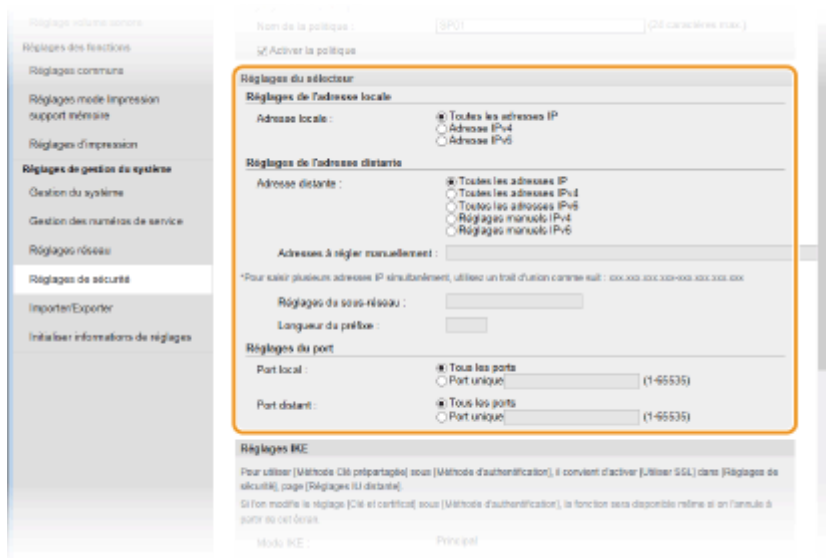 Réglages volume sonore
Réglages des fonctions
Réglages communs
Réglages mode Impression
support mémoire
Réglages d'impression
Réglages de gestion du système
Gestion du système
Gestion des numéros de service
Réglages réseau
Réglages de sécurité
Importer/Exporter
Initialiser informations de réglages
Nom de la politique : SP01 (24 caractères max.)
Activer la politique
Réglages du sélecteur
Réglages de l'adresse locale
Adresse locale : Toutes les adresses IP
Adresse IPv4
Adresse IPv6
Réglages de l'adresse distante
Adresse distante : Toutes les adresses IP
Toutes les adresses IPv4
Toutes les adresses IPv6
Réglages manuels IPv4
Réglages manuels IPv6
Adresses à régler manuellement :
*Pour saisir plusieurs adresses IP simultanément, utilisez un trait d'union comme suit : xxx.xxx.xxx.xxx-xxx.xxx.xxx.xxx
Réglages du sous-réseau :
Longueur du préfixe :
Réglages du port
Port local : Tous les ports
Port unique (1-65535)
Port distant : Tous les ports
Port unique (1-65535)
Réglages IKE
Pour utiliser [Méthode Clé prépartagée] sous [Méthode d'authentification], il convient d'activer [Utiliser SSL] dans [Réglages de
sécurité], page [Réglages IU distante].
Si l'on modifie le réglage [Clé et certificat] sous [Méthode d'authentification], la fonction sera disponible même si on l'annule à
partir de cet écran.
Mode IKE : Principal